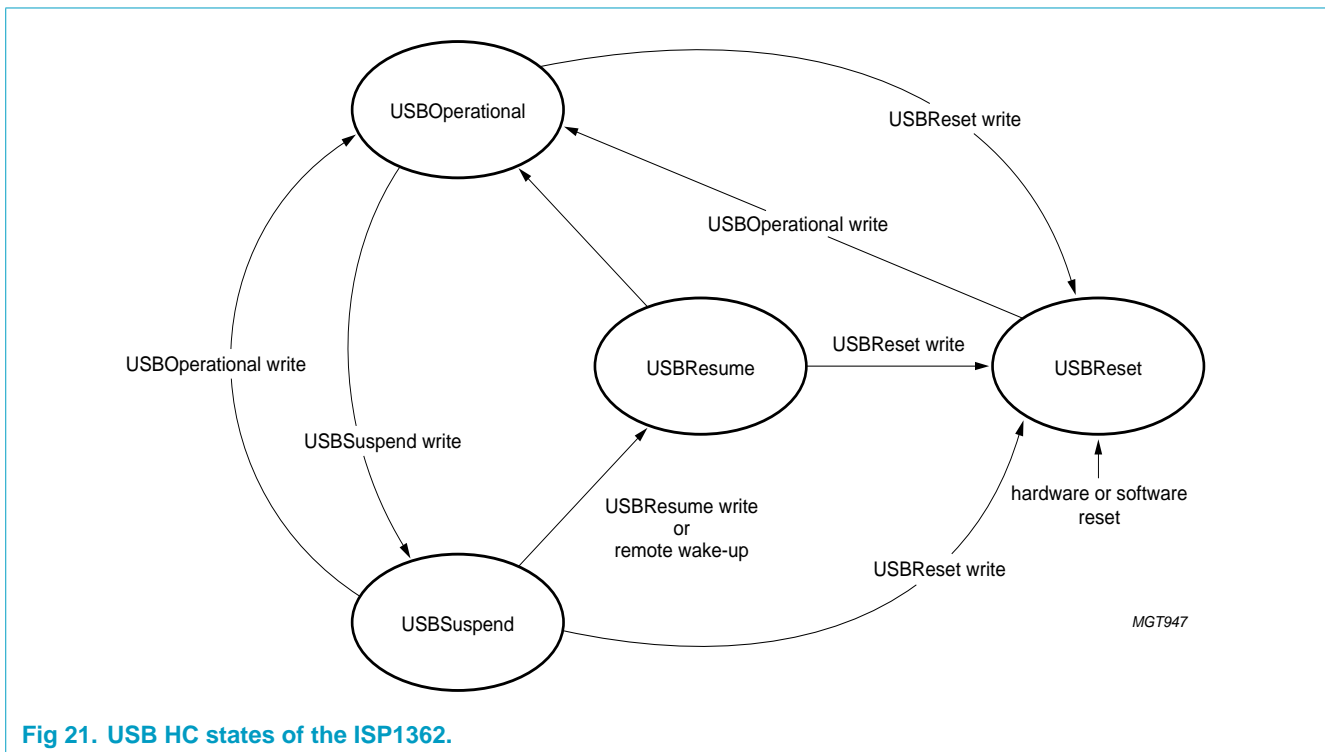 USBOperational
USBReset write
USBOperational write
USBOperational write
USBResume
USBReset write
USBReset
USBSuspend write
USBResume write
or
remote wake-up
hardware or software
reset
USBReset write
USBSuspend
MGT947
Fig 21. USB HC states of the ISP1362.